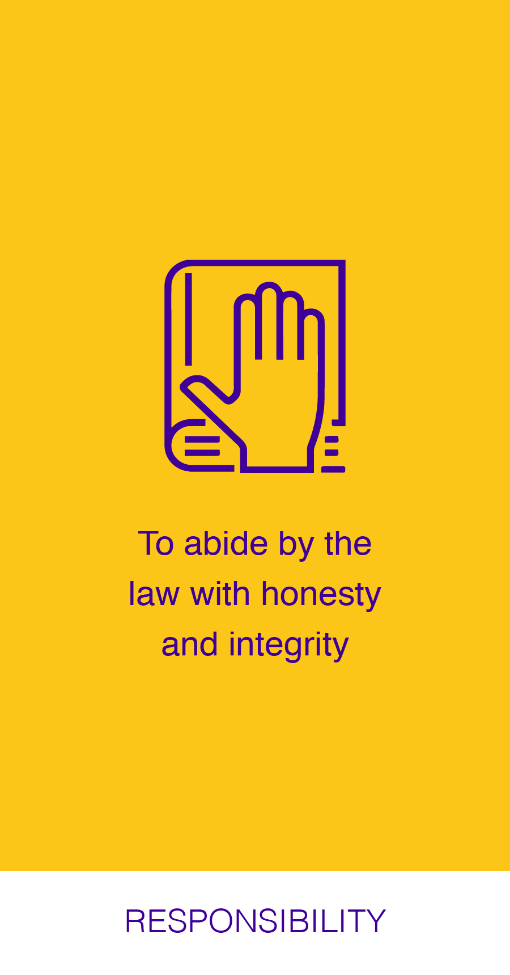 To abide by the
law with honesty
and integrity
RESPONSIBILITY